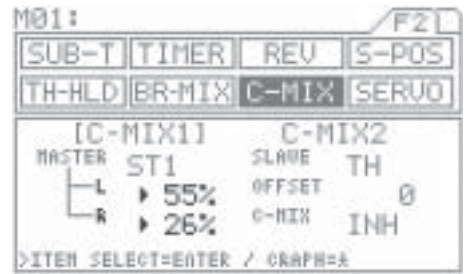 M01: F2
SUB-T TIMER REV S-POS
TH-HLD BR-MIX C-MIX SERVO
[C-MIX1] C-MIX2
MASTER ST1 SLAVE TH
L ▶ 55% OFFSET 0
R ▶ 26% C-MIX INH
>ITEM SELECT=ENTER / GRAPH=